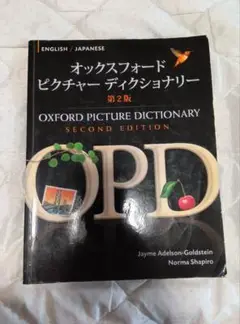 ENGLISH / JAPANESE
オックスフォード
ピクチャー ディクショナリー
第2版
OXFORD PICTURE DICTIONARY
SECOND EDITION
OPD
Jayme Adelson-Goldstein
Norma Shapiro